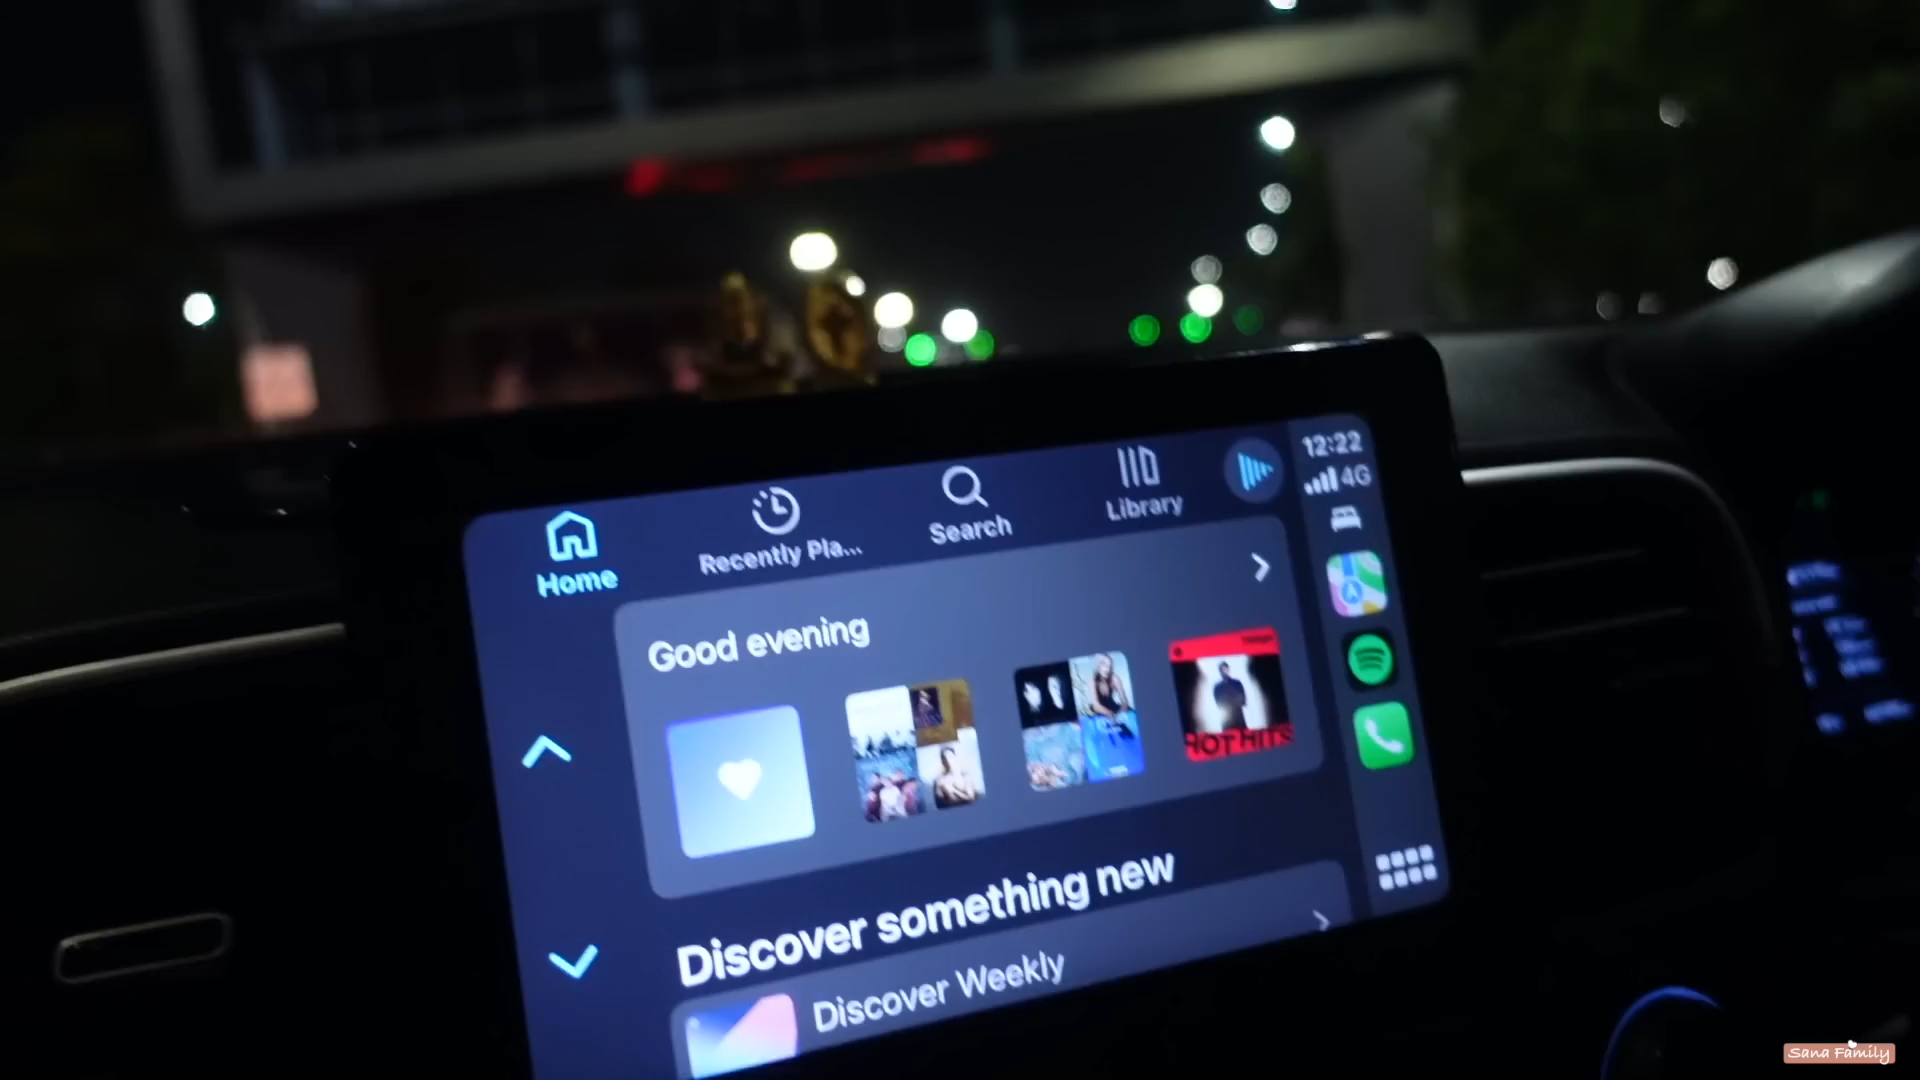 12:22
4G
Home
Recently Pla...
Search
Library
Good evening
HOT HITS
Discover something new
Discover Weekly
Sana Family